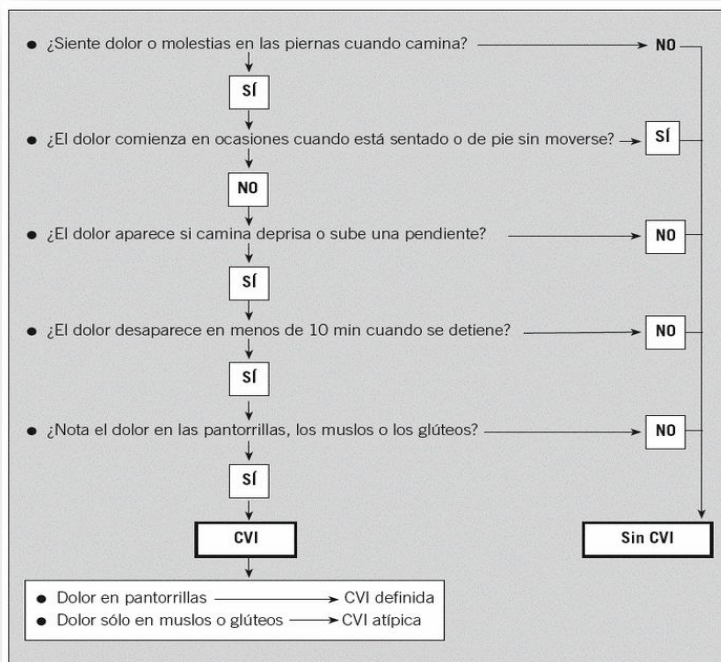 ● ¿Siente dolor o molestias en las piernas cuando camina? NO
SÍ
● ¿El dolor comienza en ocasiones cuando está sentado o de pie sin moverse? SÍ
NO
● ¿El dolor aparece si camina deprisa o sube una pendiente? NO
SÍ
● ¿El dolor desaparece en menos de 10 min cuando se detiene? NO
SÍ
● ¿Nota el dolor en las pantorrillas, los muslos o los glúteos? NO
SÍ
CVI Sin CVI
● Dolor en pantorrillas CVI definida
● Dolor sólo en muslos o glúteos CVI atípica